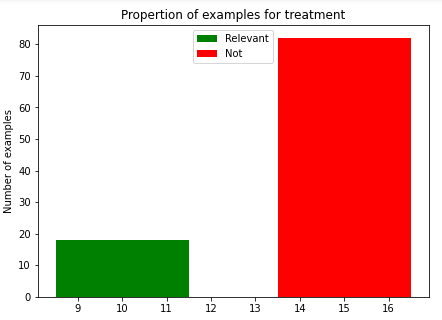 Propertion of examples for treatment
Relevant
Not
Number of examples
80
70
60
50
40
30
20
10
0
9 10 11 12 13 14 15 16